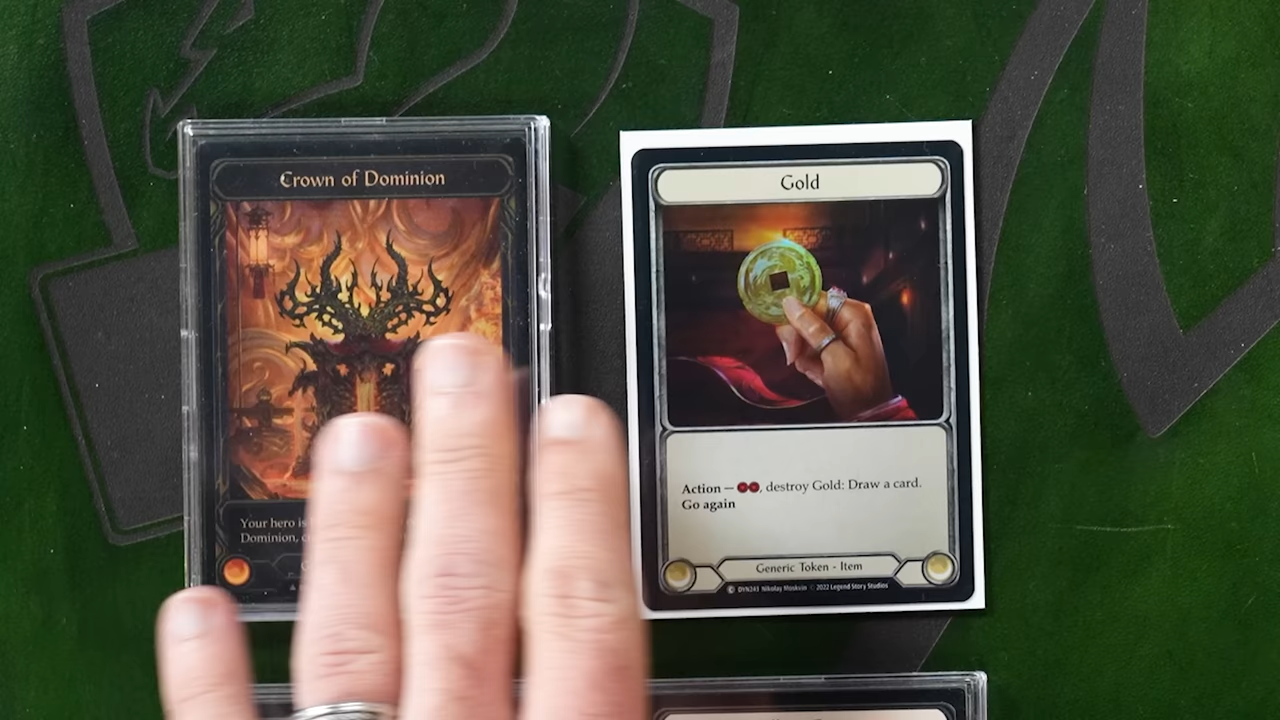 Crown of Dominion
Your hero is
Dominion,
Gold
Action — , destroy Gold: Draw a card.
Go again
Generic Token - Item
DYN243 Nikolay Moskvin © 2022 Legend Story Studios